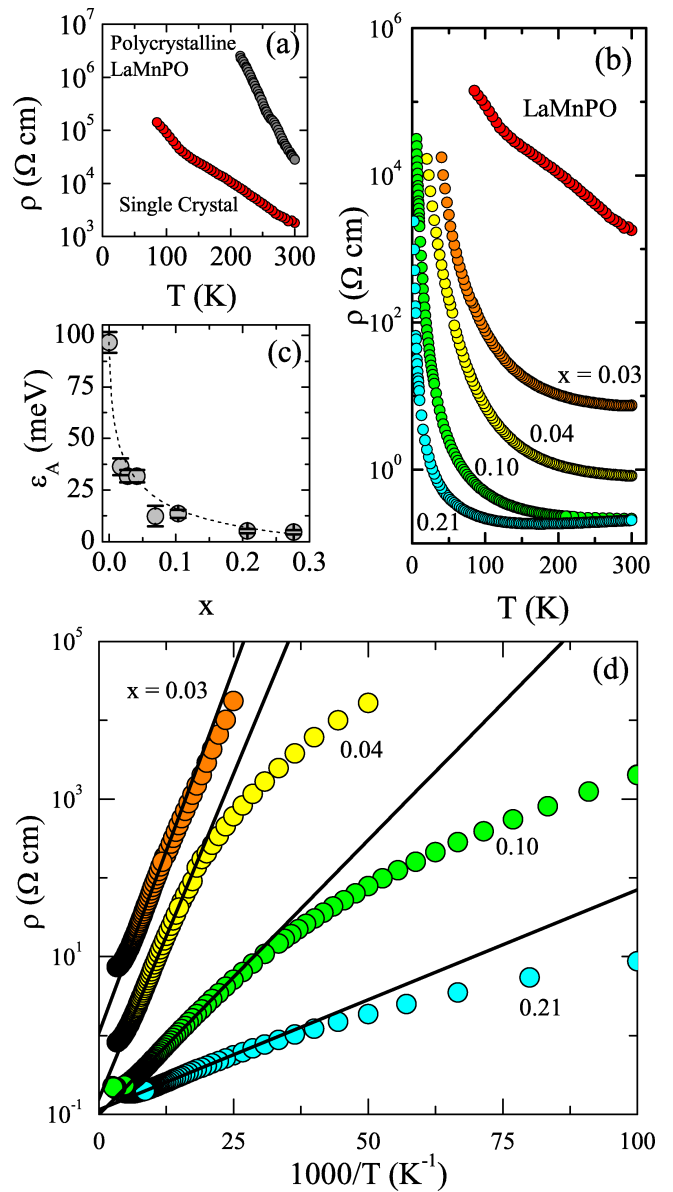 (a)
Polycrystalline
LaMnPO
Single Crystal
10^7
10^6
10^5
10^4
10^3
ρ (Ω cm)
0 100 200 300
T (K)
(b)
LaMnPO
x = 0.03
0.04
0.10
0.21
10^6
10^4
10^2
10^0
ρ (Ω cm)
0 100 200 300
T (K)
(c)
100
75
50
25
0
ε_A (meV)
0.0 0.1 0.2 0.3
x
(d)
x = 0.03
0.04
0.10
0.21
10^5
10^3
10^1
10^-1
ρ (Ω cm)
0 25 50 75 100
1000/T (K^-1)